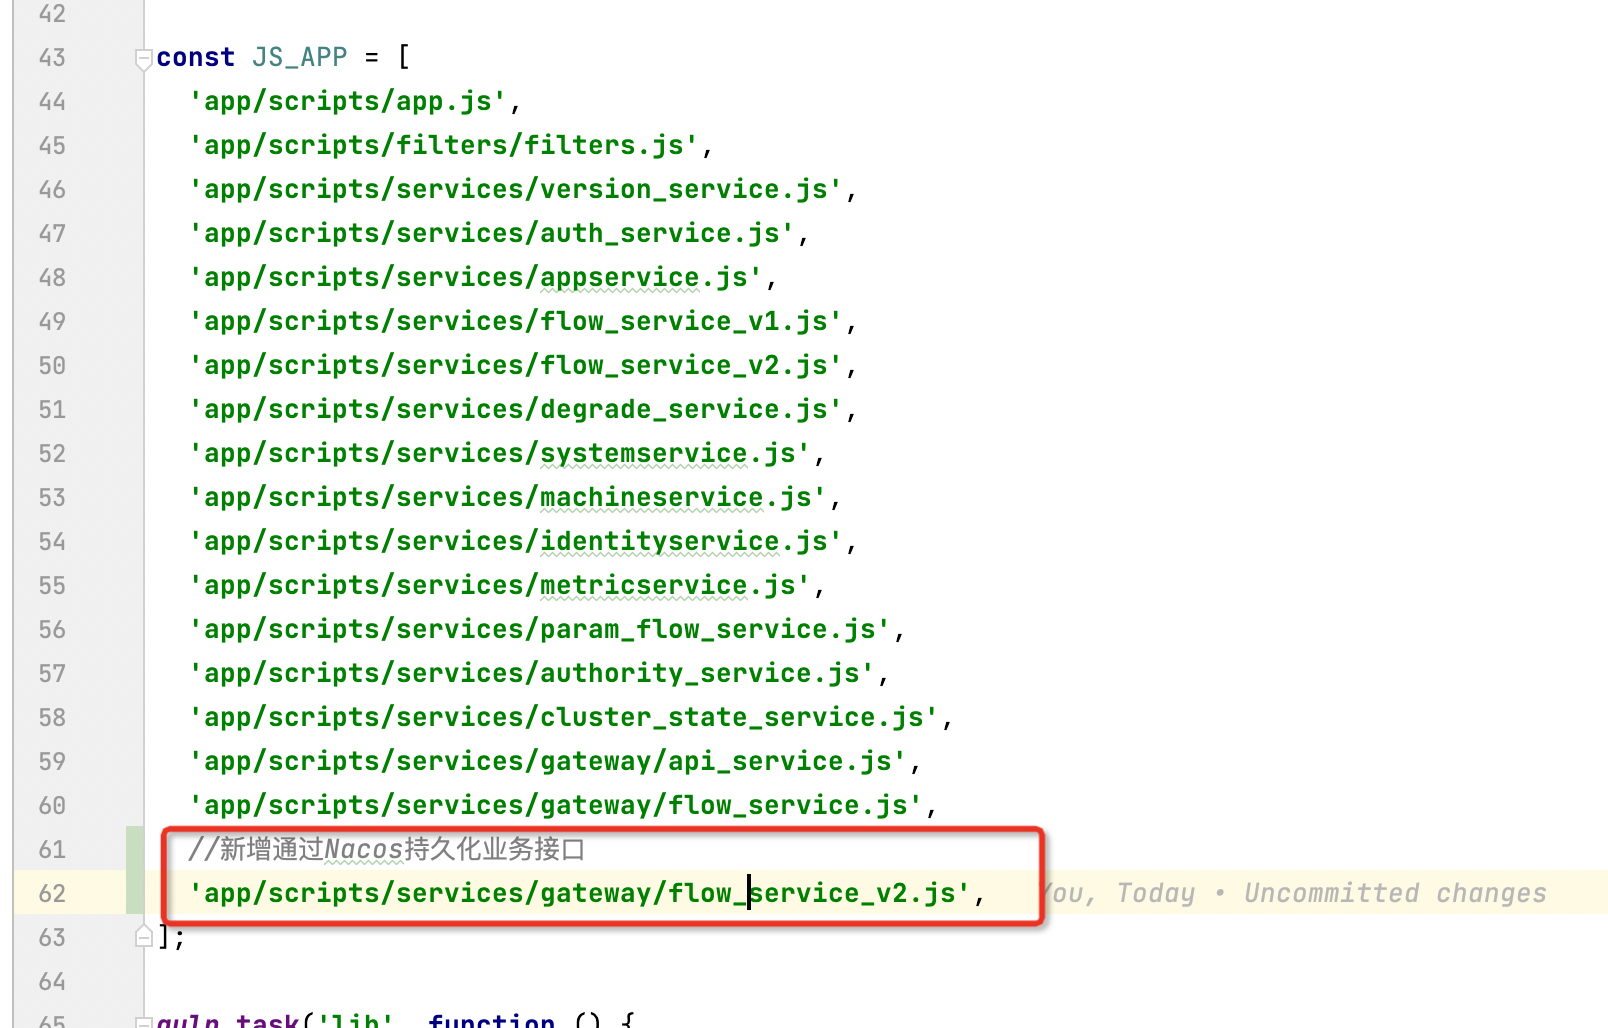 42
43 const JS_APP = [
44 'app/scripts/app.js',
45 'app/scripts/filters/filters.js',
46 'app/scripts/services/version_service.js',
47 'app/scripts/services/auth_service.js',
48 'app/scripts/services/appservice.js',
49 'app/scripts/services/flow_service_v1.js',
50 'app/scripts/services/flow_service_v2.js',
51 'app/scripts/services/degrade_service.js',
52 'app/scripts/services/systemservice.js',
53 'app/scripts/services/machineservice.js',
54 'app/scripts/services/identityservice.js',
55 'app/scripts/services/metricservice.js',
56 'app/scripts/services/param_flow_service.js',
57 'app/scripts/services/authority_service.js',
58 'app/scripts/services/cluster_state_service.js',
59 'app/scripts/services/gateway/api_service.js',
60 'app/scripts/services/gateway/flow_service.js',
61 //新增通过Nacos持久化业务接口
62 'app/scripts/services/gateway/flow_service_v2.js', You, Today • Uncommitted changes
63 ];
64
65 gulp.task('lib', function () {